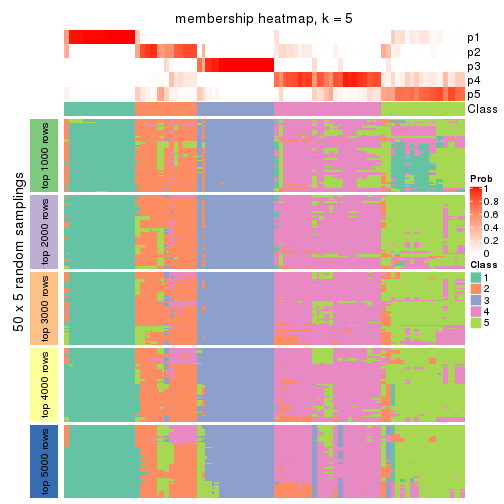 membership heatmap, k = 5
p1
p2
p3
p4
p5
Class
50 x 5 random samplings
top 1000 rows
top 2000 rows
top 3000 rows
top 4000 rows
top 5000 rows
Prob
1
0.8
0.6
0.4
0.2
0
Class
1
2
3
4
5